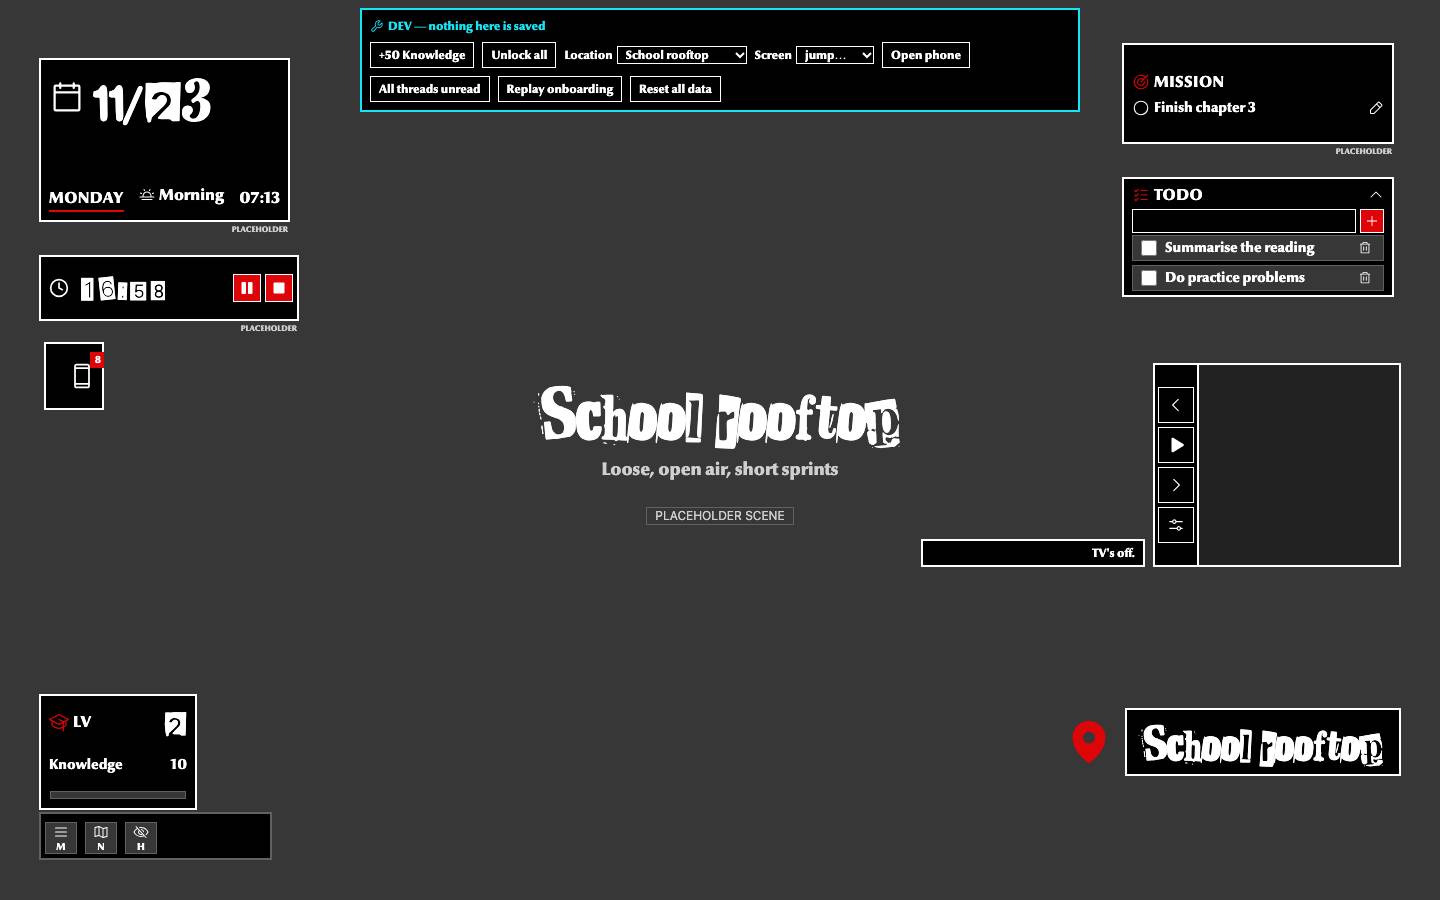 DEV — nothing here is saved
+50 Knowledge Unlock all Location School rooftop Screen jump... Open phone
All threads unread Replay onboarding Reset all data
11/23
MONDAY Morning 07:13
PLACEHOLDER
16:58
PLACEHOLDER
8
MISSION
Finish chapter 3
PLACEHOLDER
TODO
Summarise the reading
Do practice problems
School rooftop
Loose, open air, short sprints
PLACEHOLDER SCENE
TV's off.
LV 2
Knowledge 10
M N H
School rooftop